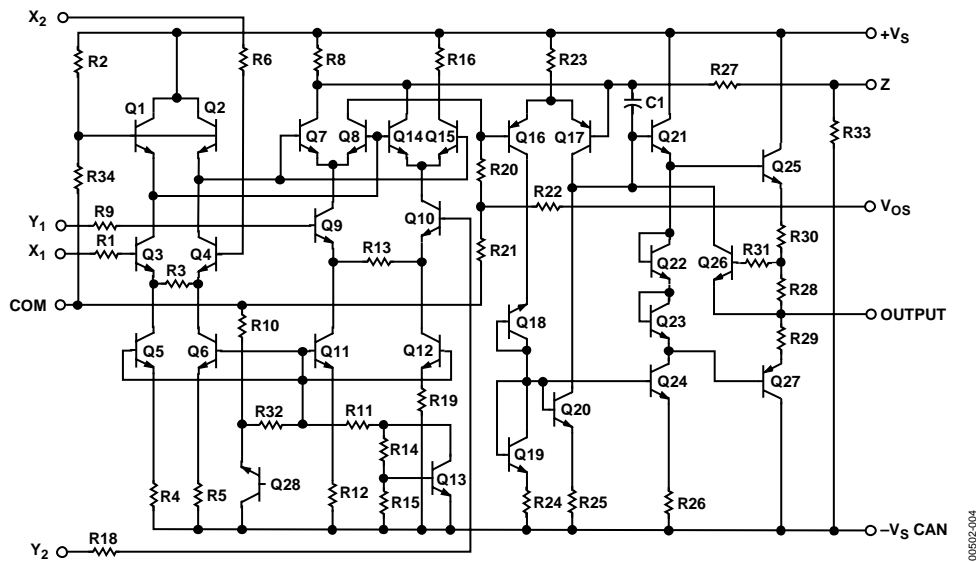 X2
+VS
R2
R6
R8
R16
R23
R27
Z
C1
Q1
Q2
Q7
Q8
Q14
Q15
Q16
Q17
Q21
R33
Q25
R34
R20
R22
VOS
Y1
R9
Q9
Q10
R21
R30
X1
R1
Q3
Q4
R13
Q22
Q26
R31
R3
R28
COM
OUTPUT
R10
Q18
Q23
R29
Q5
Q6
Q11
Q12
Q24
Q27
R19
Q20
R32
R11
R14
Q19
Q28
Q13
R4
R5
R12
R15
R24
R25
R26
–VS CAN
Y2
R18
00502-004